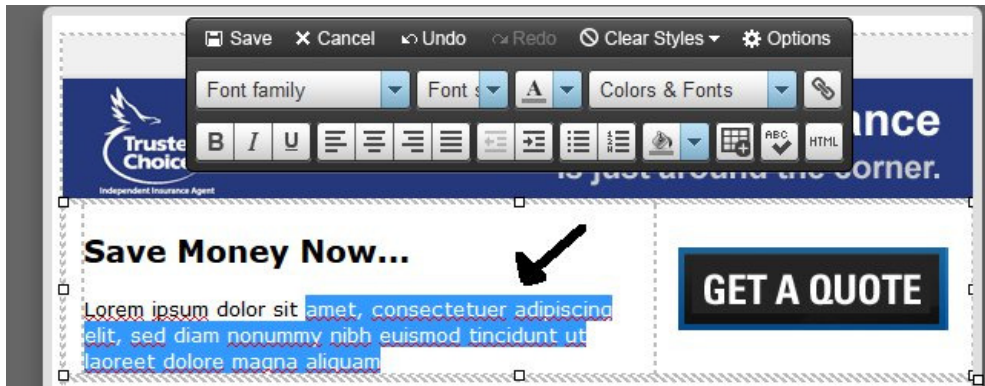 Save Cancel Undo Redo Clear Styles Options
Font family Font Colors & Fonts
B I U ABC HTML
Truste
Choice
Independent Insurance Agent
ance
is just around the corner.
Save Money Now...
GET A QUOTE
Lorem ipsum dolor sit amet, consectetuer adipiscing
elit, sed diam nonummy nibh euismod tincidunt ut
laoreet dolore magna aliquam